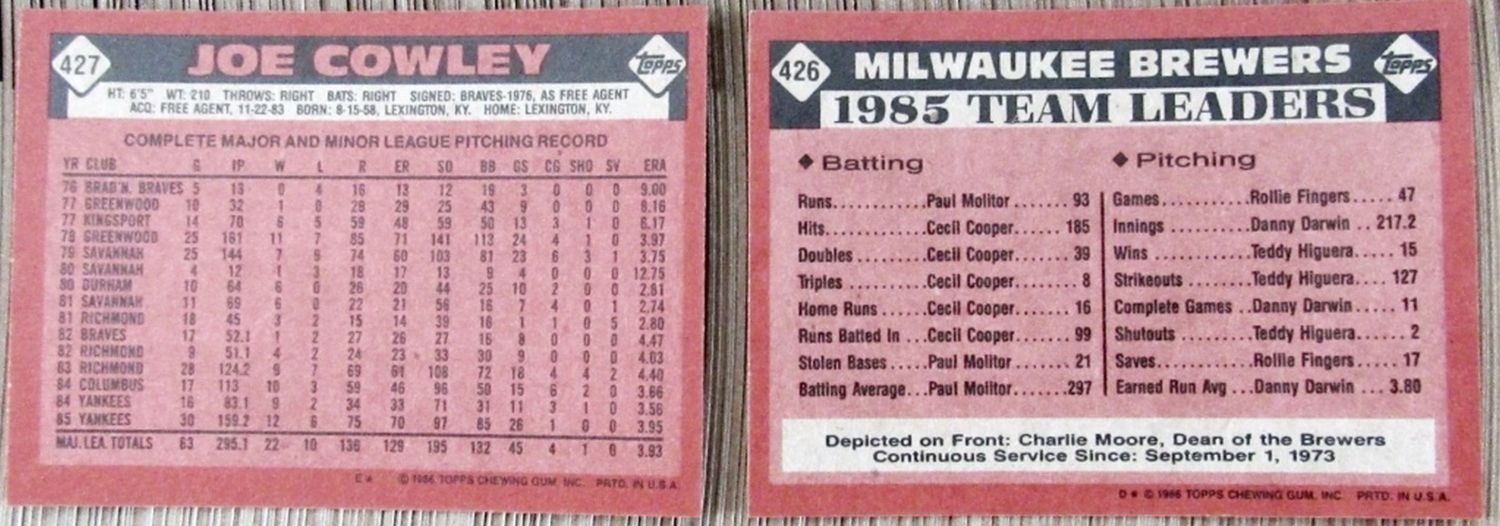 427 JOE COWLEY Topps
HT: 6'5" WT: 210 THROWS: RIGHT BATS: RIGHT SIGNED: BRAVES-1976, AS FREE AGENT
ACQ: FREE AGENT, 11-22-83 BORN: 8-15-58, LEXINGTON, KY. HOME: LEXINGTON, KY.
COMPLETE MAJOR AND MINOR LEAGUE PITCHING RECORD
YR CLUB G IP W L R ER SO BB GS CG SHO SV ERA
76 BRAD'N. BRAVES 5 13 0 4 16 13 12 19 3 0 0 0 9.00
77 GREENWOOD 10 32 1 0 29 25 43 9 0 0 0 8.16
77 KINGSPORT 14 70 6 5 59 48 59 50 13 3 1 0 6.17
78 GREENWOOD 25 161 11 7 85 71 141 113 24 4 1 0 3.97
79 SAVANNAH 25 144 7 9 74 60 103 81 23 6 3 1 3.75
80 SAVANNAH 4 12 1 3 18 17 13 9 4 0 0 0 12.75
80 DURHAM 10 64 6 0 26 20 44 25 10 2 0 0 2.81
81 SAVANNAH 11 69 6 0 22 21 56 16 7 4 0 1 2.74
81 RICHMOND 18 45 3 2 15 14 39 16 1 1 0 5 2.80
82 BRAVES 17 52.1 1 2 27 26 27 16 8 0 0 0 4.47
82 RICHMOND 9 51.1 4 2 24 23 33 30 9 0 0 0 4.03
83 RICHMOND 28 124.2 9 7 69 61 108 72 18 4 4 2 4.40
84 COLUMBUS 17 113 10 3 59 46 96 50 15 6 2 0 3.66
84 YANKEES 16 83.1 9 2 34 33 71 31 11 3 1 0 3.56
85 YANKEES 30 159.2 12 6 75 70 97 85 26 1 0 0 3.95
MAJ. LEA. TOTALS 63 295.1 22 10 136 129 195 132 45 4 1 0 3.93
E* © 1986 TOPPS CHEWING GUM, INC. PRTD. IN U.S.A.
426 MILWAUKEE BREWERS Topps
1985 TEAM LEADERS
◆ Batting
Runs............Paul Molitor....... 93
Hits..............Cecil Cooper...... 185
Doubles .........Cecil Cooper....... 39
Triples ..........Cecil Cooper........ 8
Home Runs ......Cecil Cooper....... 16
Runs Batted In ...Cecil Cooper....... 99
Stolen Bases .....Paul Molitor....... 21
Batting Average...Paul Molitor.......297
◆ Pitching
Games............Rollie Fingers..... 47
Innings ...........Danny Darwin .. 217.2
Wins .............Teddy Higuera..... 15
Strikeouts ........Teddy Higuera.... 127
Complete Games ..Danny Darwin..... 11
Shutouts ..........Teddy Higuera...... 2
Saves.............Rollie Fingers..... 17
Earned Run Avg ...Danny Darwin ... 3.80
Depicted on Front: Charlie Moore, Dean of the Brewers
Continuous Service Since: September 1, 1973
D* © 1986 TOPPS CHEWING GUM, INC. PRTD. IN U.S.A.